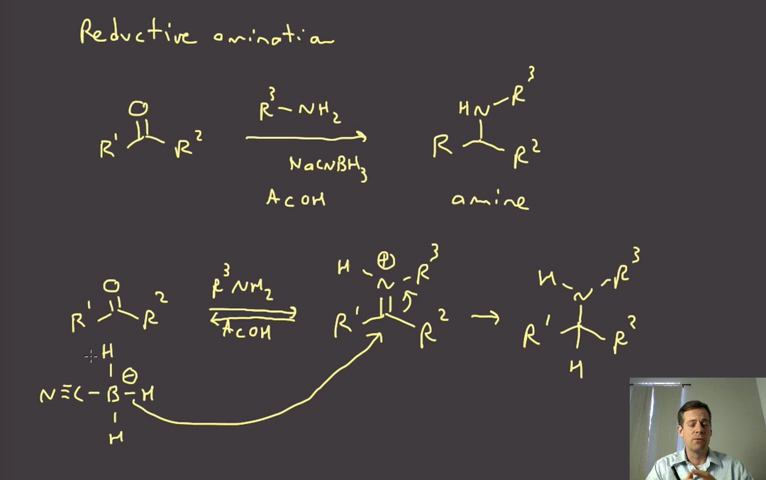 Reductive amination
O
R¹ R²
R³-NH₂
NaCNBH₃
AcOH
HN R³
R R²
amine
O
R¹ R²
R³NH₂
AcOH
H N⊕ R³
R¹ R²
H N R³
R¹ R²
H
H
N≡C-B⊖-H
H